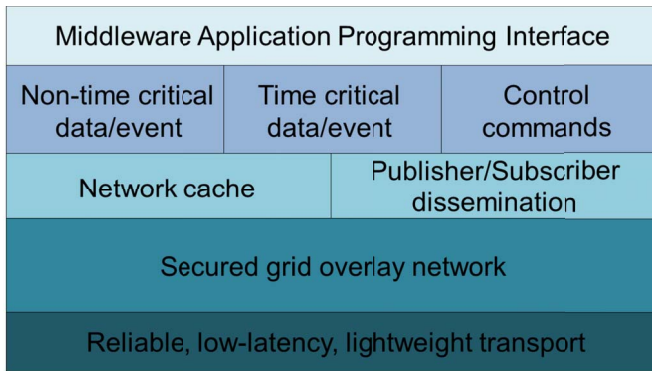 Middleware Application Programming Interface
Non-time critical
data/event
Time critical
data/event
Control
commands
Network cache
Publisher/Subscriber
dissemination
Secured grid overlay network
Reliable, low-latency, lightweight transport